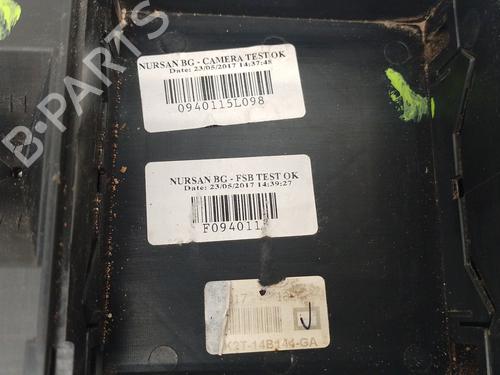 B-PARTS
NURSAN BG - CAMERA TEST OK
Date: 23/05/2017 14:37:48
0940115L098
NURSAN BG - FSB TEST OK
Date: 23/05/2017 14:39:27
F094011
K2T-14B144-GA